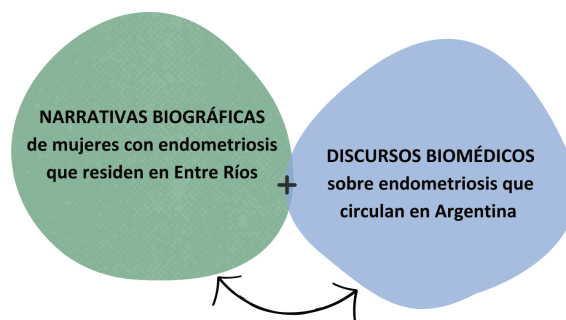 NARRATIVAS BIOGRÁFICAS
de mujeres con endometriosis
que residen en Entre Ríos
+
DISCURSOS BIOMÉDICOS
sobre endometriosis que
circulan en Argentina